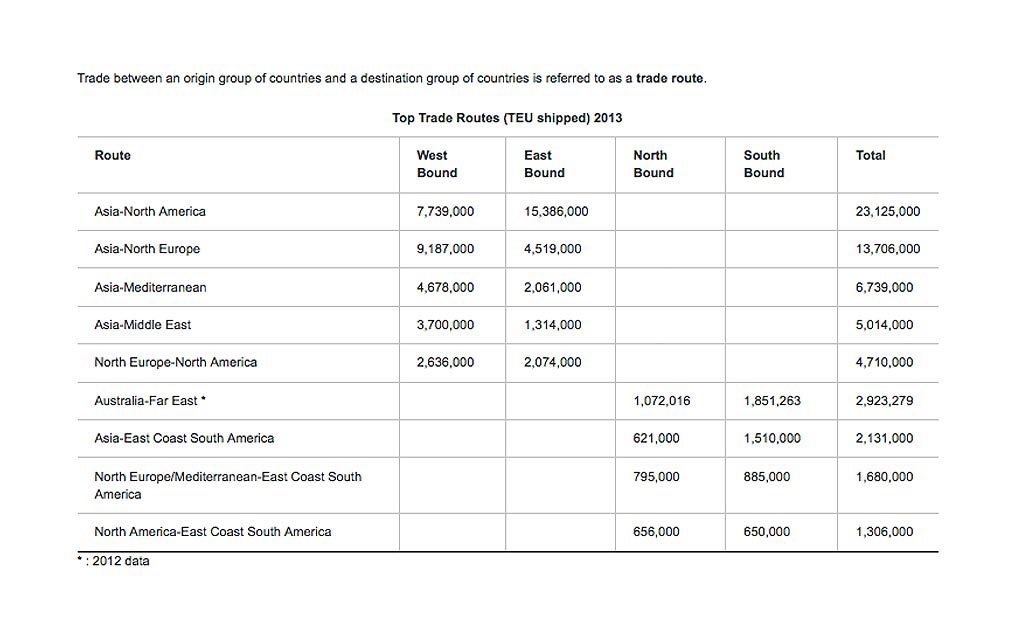 Trade between an origin group of countries and a destination group of countries is referred to as a trade route.
Top Trade Routes (TEU shipped) 2013
Route West Bound East Bound North Bound South Bound Total
Asia-North America 7,739,000 15,386,000 23,125,000
Asia-North Europe 9,187,000 4,519,000 13,706,000
Asia-Mediterranean 4,678,000 2,061,000 6,739,000
Asia-Middle East 3,700,000 1,314,000 5,014,000
North Europe-North America 2,636,000 2,074,000 4,710,000
Australia-Far East * 1,072,016 1,851,263 2,923,279
Asia-East Coast South America 621,000 1,510,000 2,131,000
North Europe/Mediterranean-East Coast South America 795,000 885,000 1,680,000
North America-East Coast South America 656,000 650,000 1,306,000
* : 2012 data